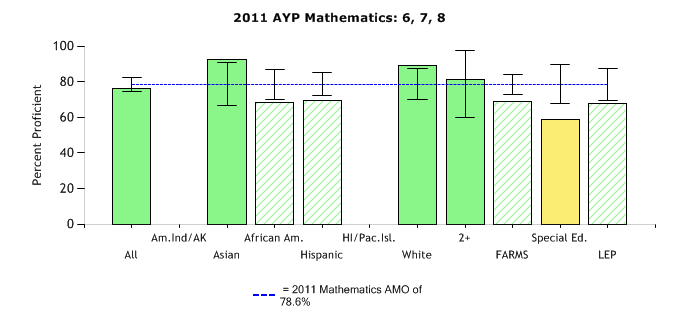 2011 AYP Mathematics: 6, 7, 8
100
80
60
40
20
0
Percent Proficient
Am.Ind/AK African Am. HI/Pac.Isl. 2+ Special Ed.
All Asian Hispanic White FARMS LEP
= 2011 Mathematics AMO of
78.6%